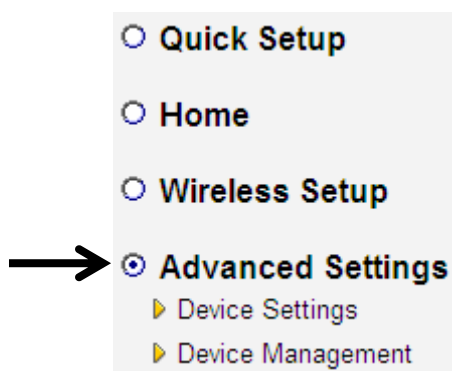 Quick Setup
Home
Wireless Setup
Advanced Settings
Device Settings
Device Management